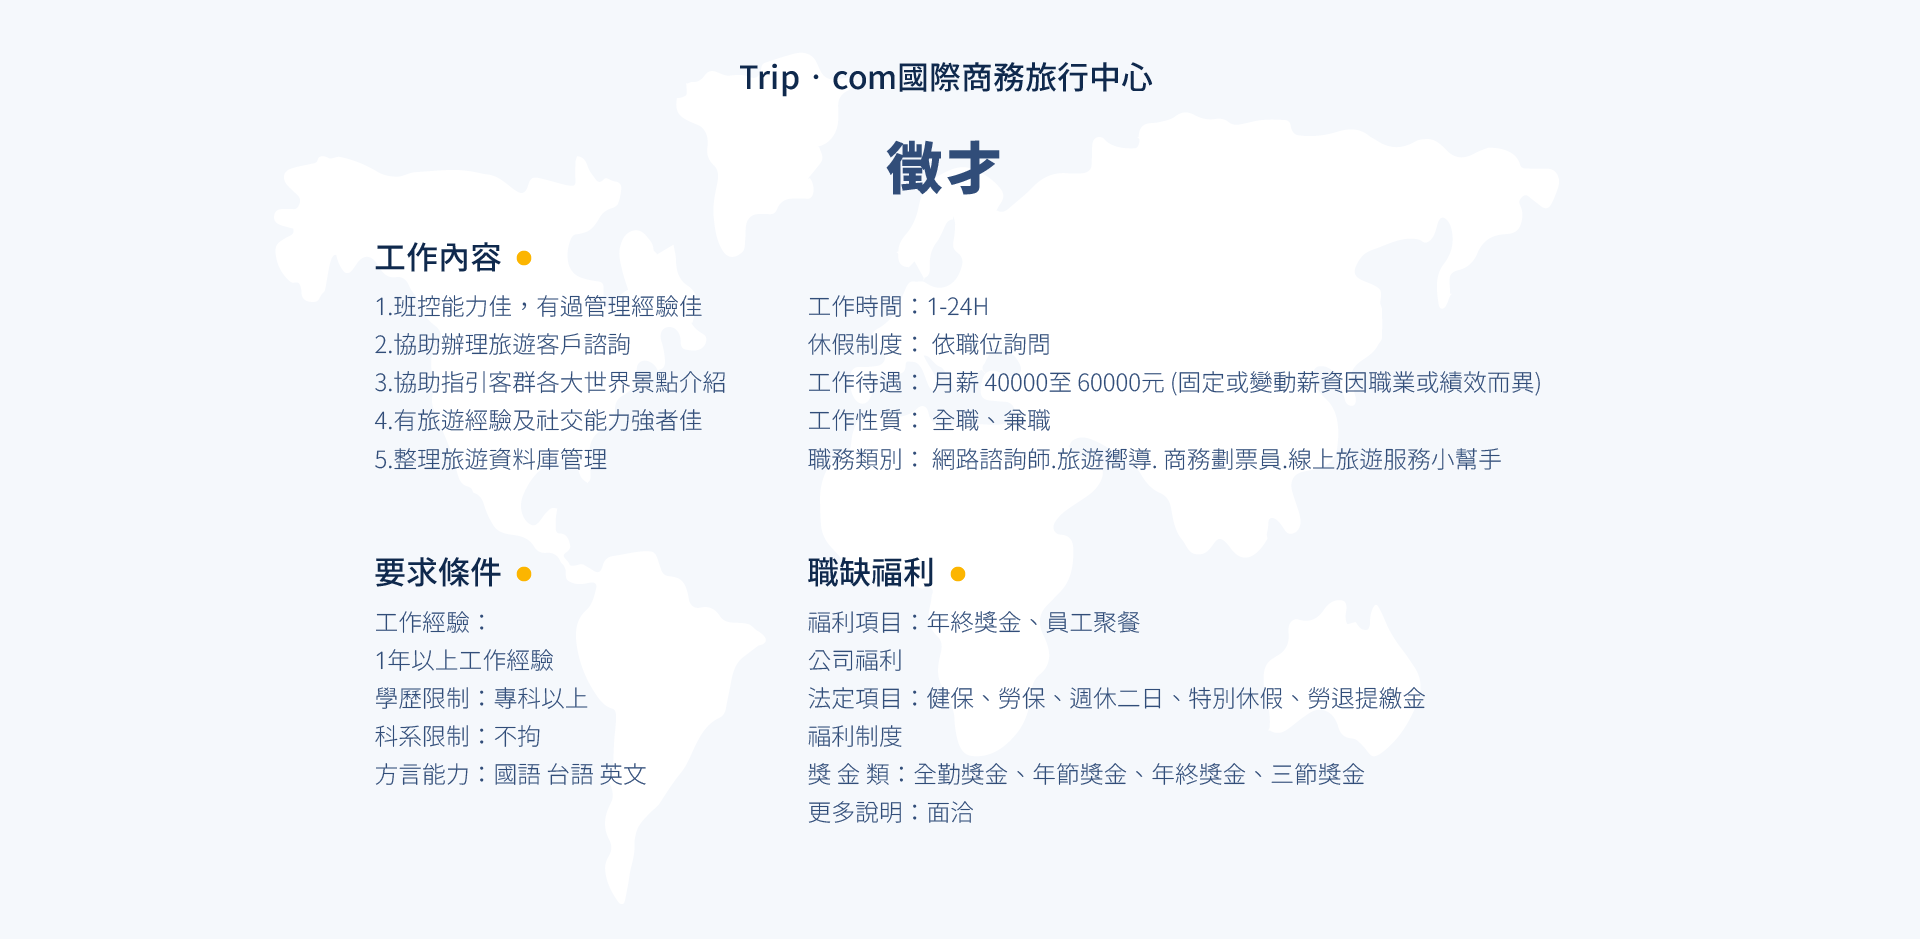 Trip‧com國際商務旅行中心
徵才
工作內容
1.班控能力佳，有過管理經驗佳
2.協助辦理旅遊客戶諮詢
3.協助指引客群各大世界景點介紹
4.有旅遊經驗及社交能力強者佳
5.整理旅遊資料庫管理
工作時間：1-24H
休假制度： 依職位詢問
工作待遇： 月薪 40000至 60000元 (固定或變動薪資因職業或績效而異)
工作性質： 全職、兼職
職務類別： 網路諮詢師.旅遊嚮導. 商務劃票員.線上旅遊服務小幫手
要求條件
工作經驗：
1年以上工作經驗
學歷限制：專科以上
科系限制：不拘
方言能力：國語 台語 英文
職缺福利
福利項目：年終獎金、員工聚餐
公司福利
法定項目：健保、勞保、週休二日、特別休假、勞退提繳金
福利制度
獎 金 類：全勤獎金、年節獎金、年終獎金、三節獎金
更多說明：面洽